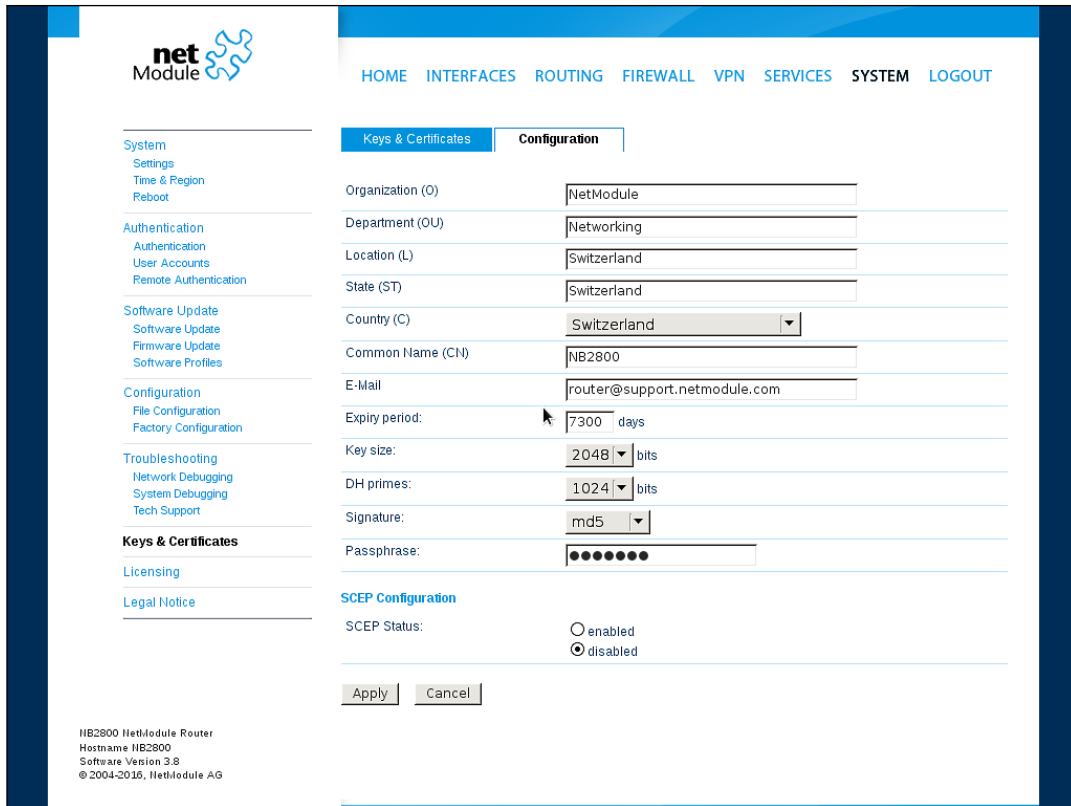 net
Module
HOME INTERFACES ROUTING FIREWALL VPN SERVICES SYSTEM LOGOUT
System
Settings
Time & Region
Reboot
Authentication
Authentication
User Accounts
Remote Authentication
Software Update
Software Update
Firmware Update
Software Profiles
Configuration
File Configuration
Factory Configuration
Troubleshooting
Network Debugging
System Debugging
Tech Support
Keys & Certificates
Licensing
Legal Notice
Keys & Certificates Configuration
Organization (O) NetModule
Department (OU) Networking
Location (L) Switzerland
State (ST) Switzerland
Country (C) Switzerland
Common Name (CN) NB2800
E-Mail router@support.netmodule.com
Expiry period: 7300 days
Key size: 2048 bits
DH primes: 1024 bits
Signature: md5
Passphrase: ●●●●●●●
SCEP Configuration
SCEP Status: enabled
disabled
Apply Cancel
NB2800 NetModule Router
Hostname NB2800
Software Version 3.8
© 2004-2016, NetModule AG